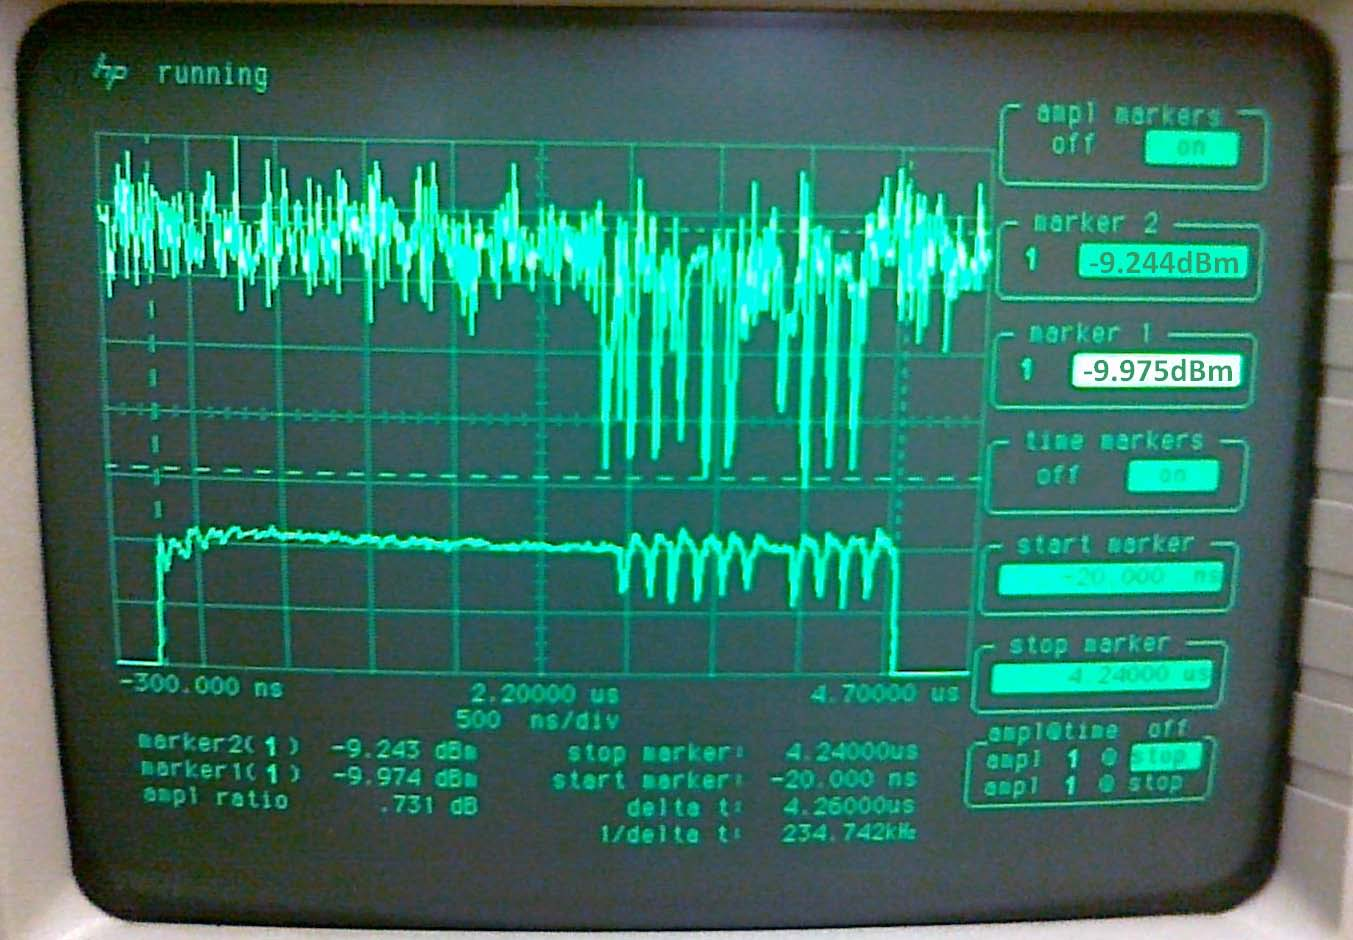 hp running
ampl markers
off on
marker 2
1 -9.244dBm
marker 1
1 -9.975dBm
time markers
off on
start marker
-20.000 ns
stop marker
4.24000 us
ampl@time off
ampl 1 @ stop
ampl 1 @ stop
-300.000 ns 2.20000 us 4.70000 us
500 ns/div
marker2( 1 ) -9.243 dBm stop marker: 4.24000us
marker1( 1 ) -9.974 dBm start marker: -20.000 ns
ampl ratio .731 dB delta t: 4.26000us
1/delta t: 234.742kHz